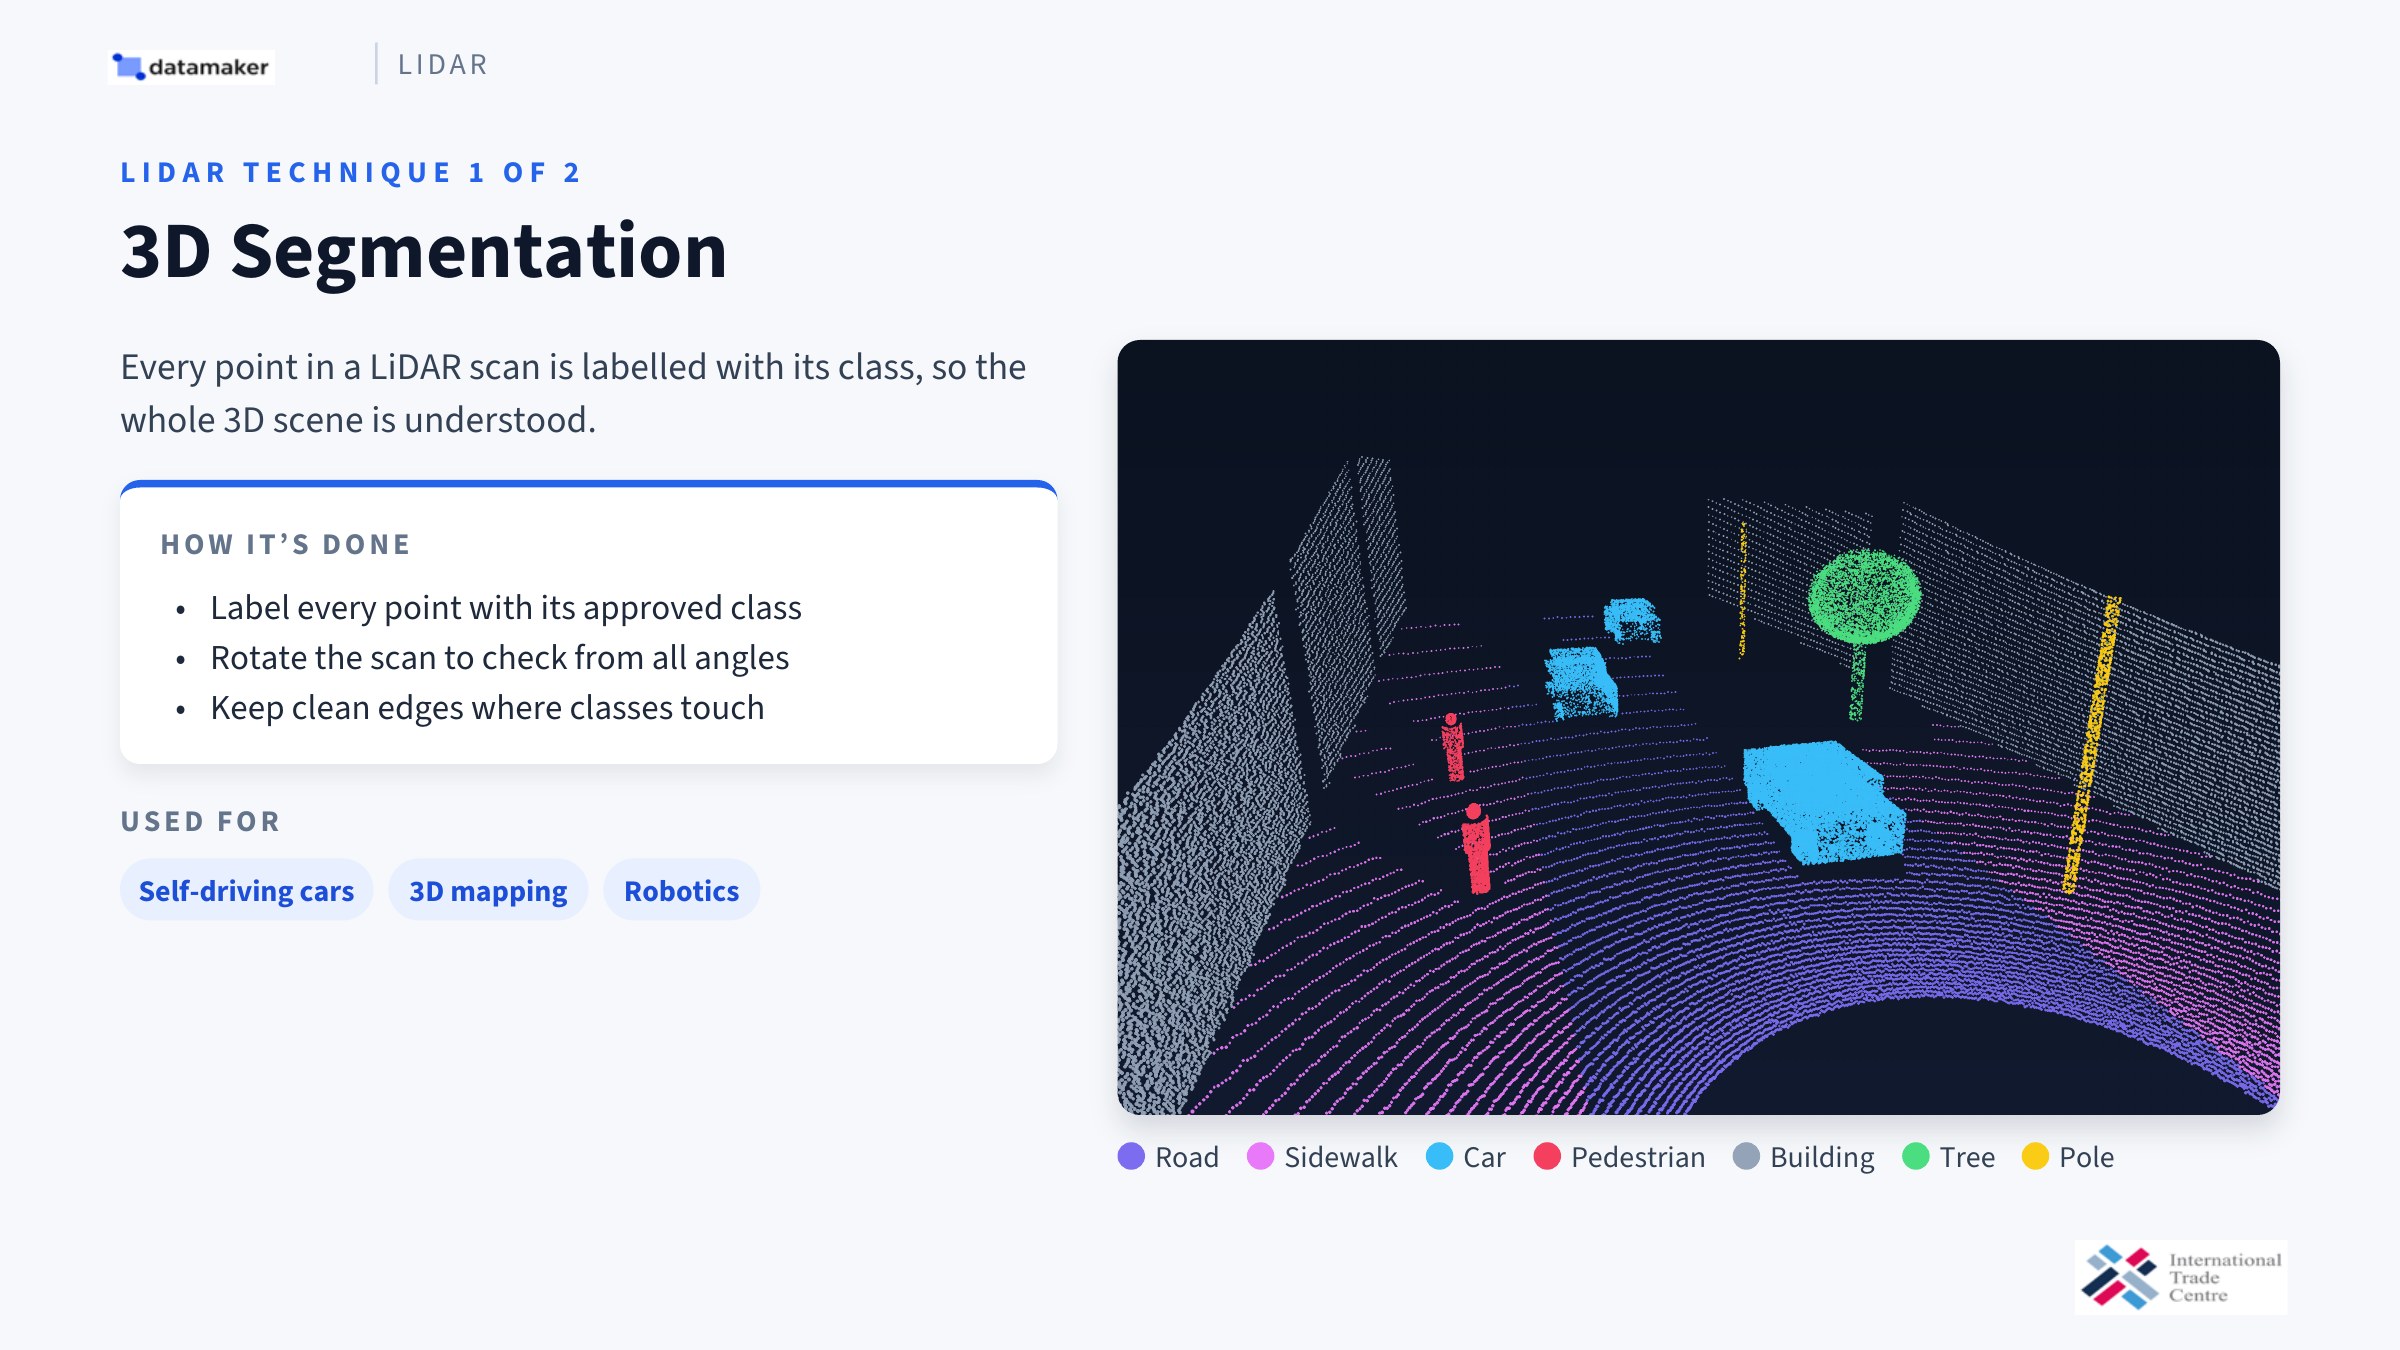 datamaker
LIDAR
LIDAR TECHNIQUE 1 OF 2
3D Segmentation
Every point in a LiDAR scan is labelled with its class, so the
whole 3D scene is understood.
HOW IT’S DONE
• Label every point with its approved class
• Rotate the scan to check from all angles
• Keep clean edges where classes touch
USED FOR
Self-driving cars 3D mapping Robotics
Road Sidewalk Car Pedestrian Building Tree Pole
International
Trade
Centre